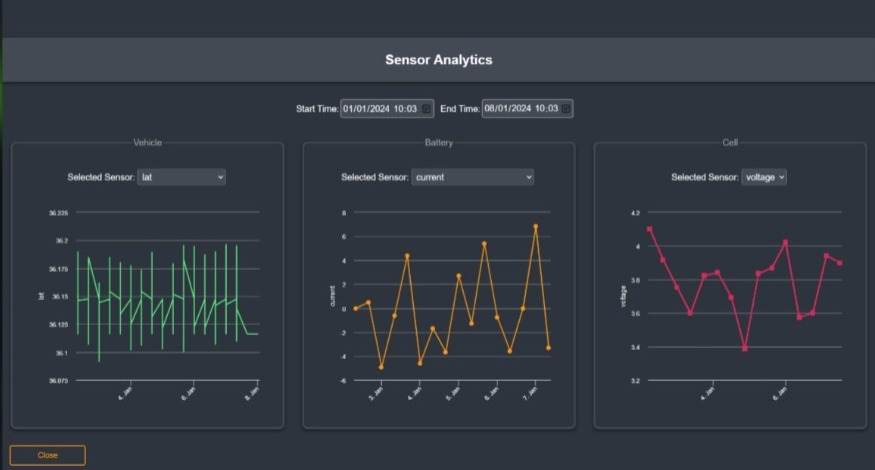 Sensor Analytics
Start Time: 01/01/2024 10:03 End Time: 08/01/2024 10:03
Vehicle
Selected Sensor: lat
36.225
36.2
36.175
36.15
36.125
36.1
36.075
lat
4. Jan
6. Jan
8. Jan
Battery
Selected Sensor: current
8
6
4
2
0
-2
-4
-6
current
3. Jan
4. Jan
5. Jan
6. Jan
7. Jan
Cell
Selected Sensor: voltage
4.2
4
3.8
3.6
3.4
3.2
voltage
4. Jan
6. Jan
Close